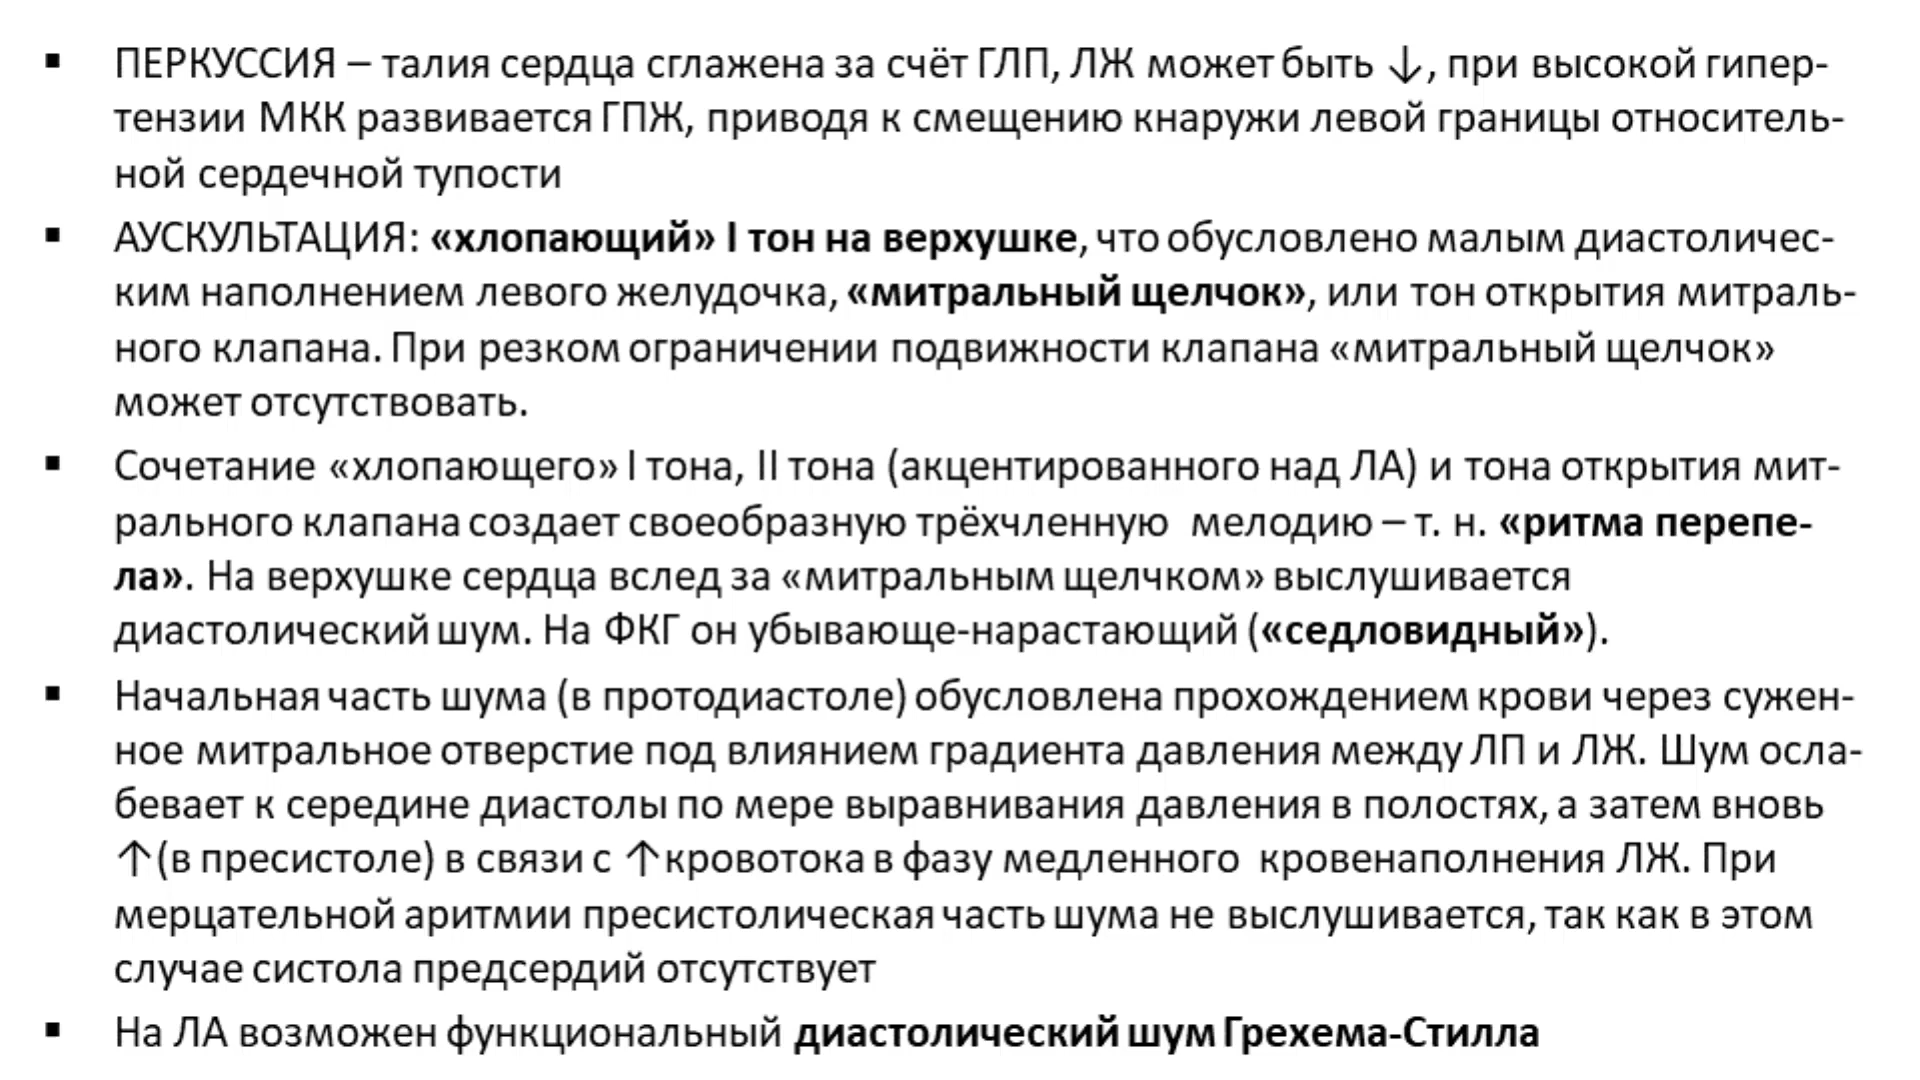 ▪ ПЕРКУССИЯ – талия сердца сглажена за счёт ГЛП, ЛЖ может быть ↓, при высокой гипер-
тензии МКК развивается ГПЖ, приводя к смещению кнаружи левой границы относитель-
ной сердечной тупости
▪ АУСКУЛЬТАЦИЯ: «хлопающий» I тон на верхушке, что обусловлено малым диастоличес-
ким наполнением левого желудочка, «митральный щелчок», или тон открытия митраль-
ного клапана. При резком ограничении подвижности клапана «митральный щелчок»
может отсутствовать.
▪ Сочетание «хлопающего» I тона, II тона (акцентированного над ЛА) и тона открытия мит-
рального клапана создает своеобразную трёхчленную мелодию – т. н. «ритма перепе-
ла». На верхушке сердца вслед за «митральным щелчком» выслушивается
диастолический шум. На ФКГ он убывающе-нарастающий («седловидный»).
▪ Начальная часть шума (в протодиастоле) обусловлена прохождением крови через сужен-
ное митральное отверстие под влиянием градиента давления между ЛП и ЛЖ. Шум осла-
бевает к середине диастолы по мере выравнивания давления в полостях, а затем вновь
↑(в пресистоле) в связи с ↑кровотока в фазу медленного кровенаполнения ЛЖ. При
мерцательной аритмии пресистолическая часть шума не выслушивается, так как в этом
случае систола предсердий отсутствует
▪ На ЛА возможен функциональный диастолический шум Грехема-Стилла